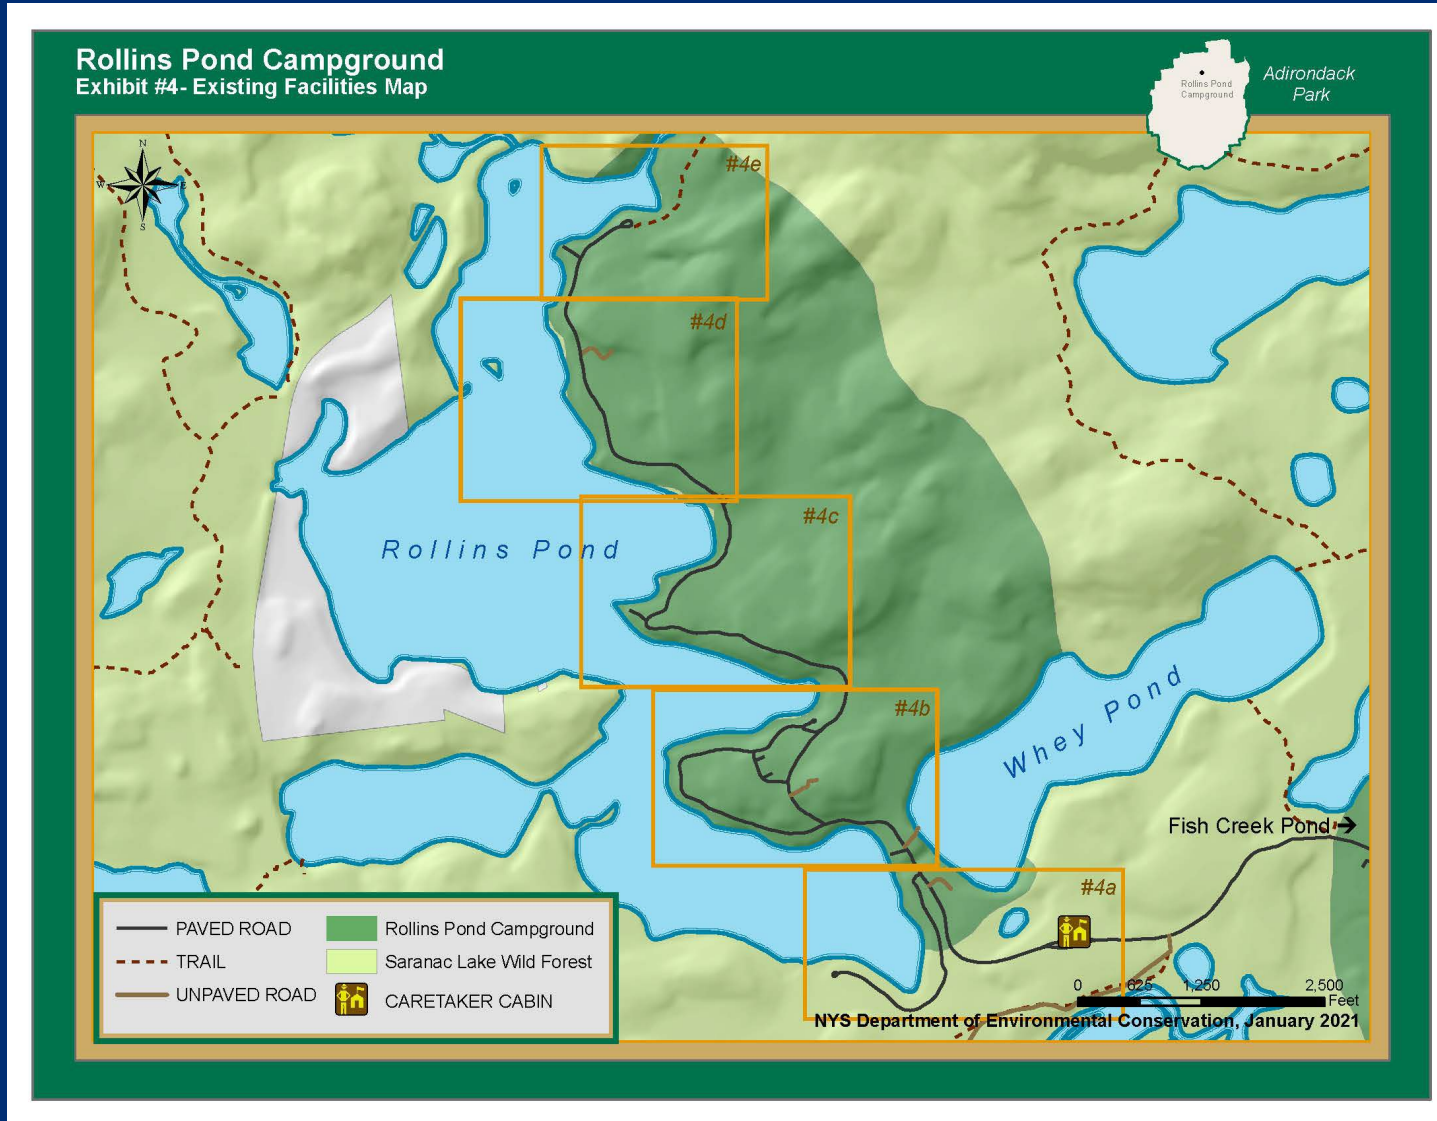 Rollins Pond Campground
Exhibit #4- Existing Facilities Map
Rollins Pond
Campground
Adirondack
Park
N
W
E
S
#4e
#4d
#4c
Rollins Pond
#4b
Whey Pond
Fish Creek Pond
#4a
PAVED ROAD
TRAIL
UNPAVED ROAD
Rollins Pond Campground
Saranac Lake Wild Forest
CARETAKER CABIN
0 625 1,250 2,500
Feet
NYS Department of Environmental Conservation, January 2021